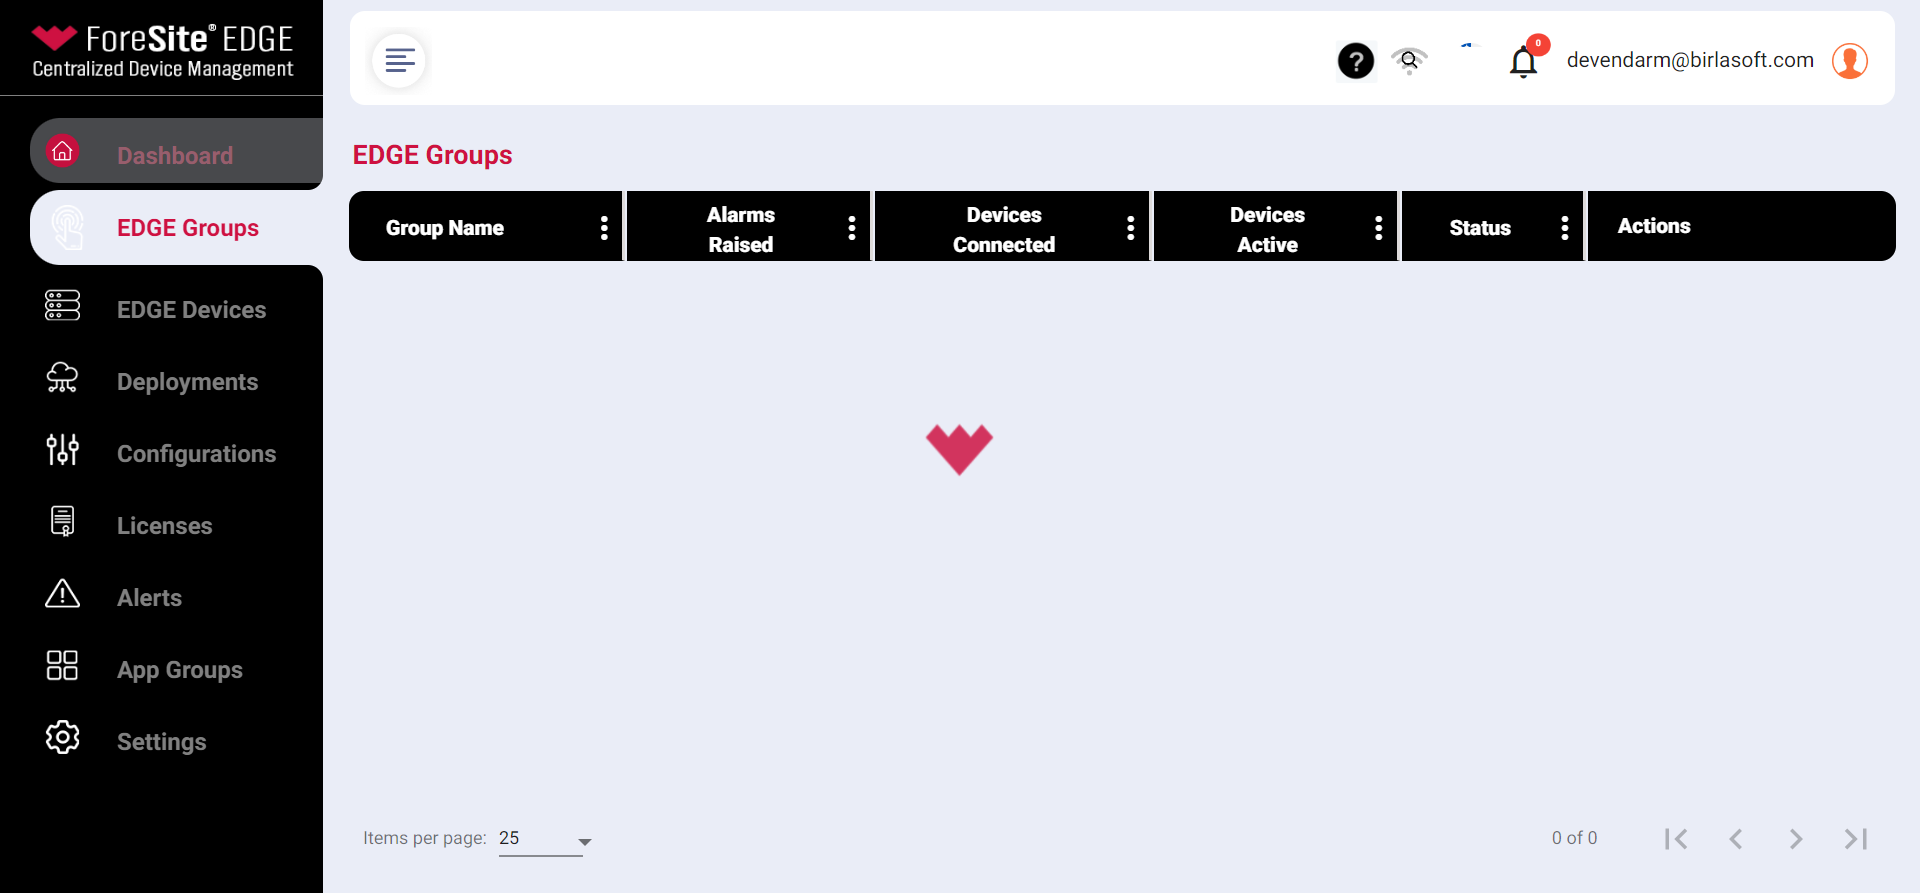 ForeSite® EDGE
Centralized Device Management
?
0
devendarm@birlasoft.com
Dashboard
EDGE Groups
EDGE Devices
Deployments
Configurations
Licenses
Alerts
App Groups
Settings
EDGE Groups
Group Name
Alarms
Raised
Devices
Connected
Devices
Active
Status
Actions
Items per page: 25
0 of 0